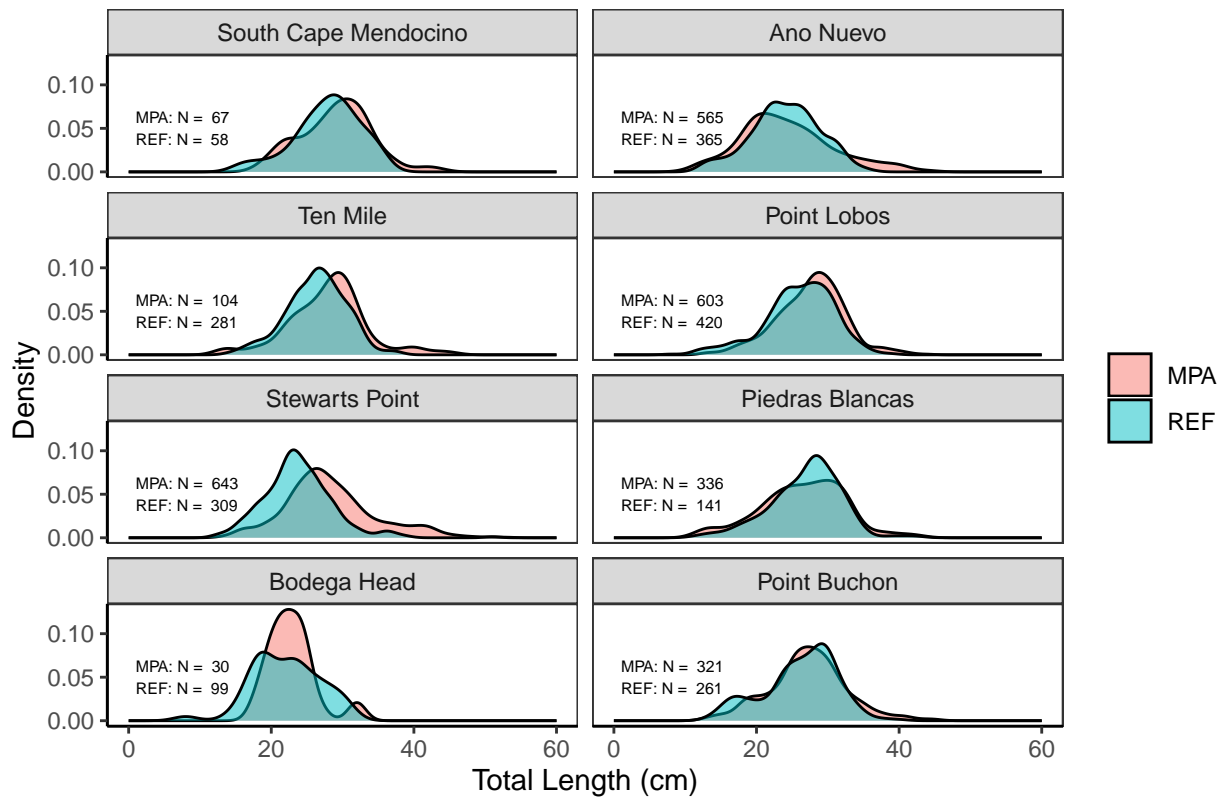 South Cape Mendocino
Ano Nuevo
0.10
0.05
0.00
MPA: N = 67
REF: N = 58
MPA: N = 565
REF: N = 365
Ten Mile
Point Lobos
0.10
0.05
0.00
MPA: N = 104
REF: N = 281
MPA: N = 603
REF: N = 420
Density
MPA
REF
Stewarts Point
Piedras Blancas
0.10
0.05
0.00
MPA: N = 643
REF: N = 309
MPA: N = 336
REF: N = 141
Bodega Head
Point Buchon
0.10
0.05
0.00
MPA: N = 30
REF: N = 99
MPA: N = 321
REF: N = 261
0 20 40 60
0 20 40 60
Total Length (cm)